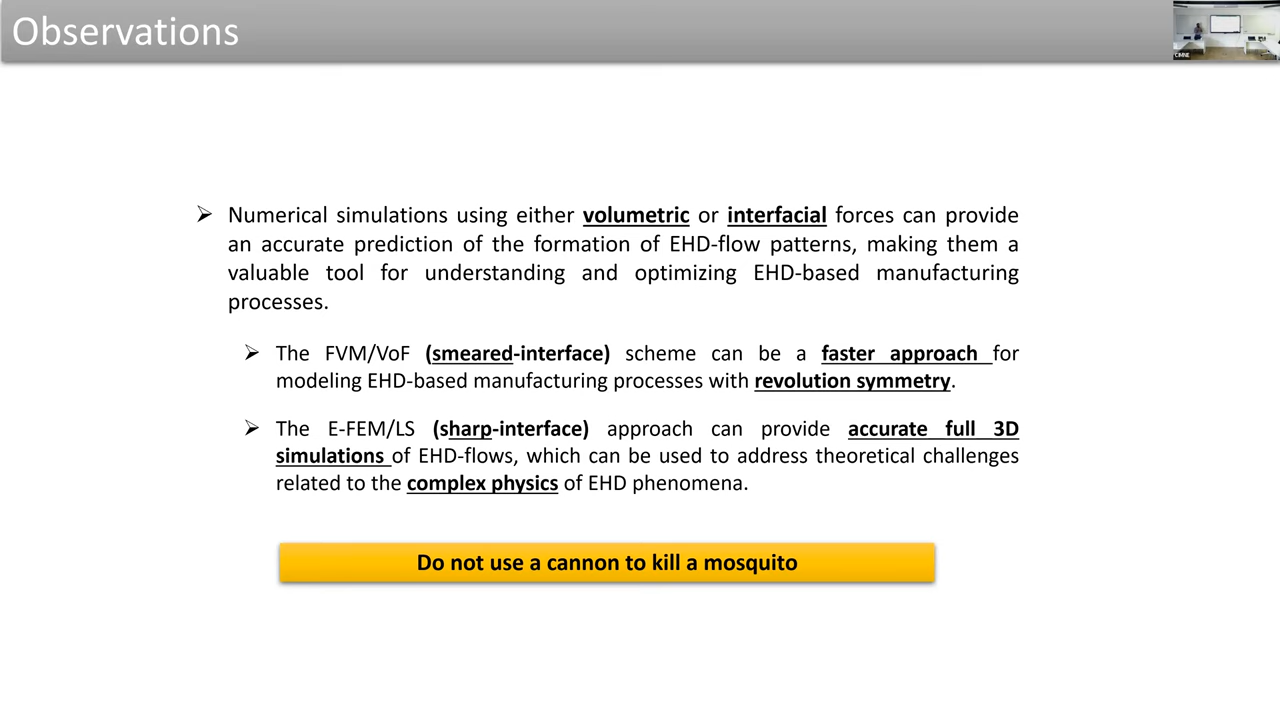 Observations
CIMNE
➢ Numerical simulations using either volumetric or interfacial forces can provide
an accurate prediction of the formation of EHD-flow patterns, making them a
valuable tool for understanding and optimizing EHD-based manufacturing
processes.
➢ The FVM/VoF (smeared-interface) scheme can be a faster approach for
modeling EHD-based manufacturing processes with revolution symmetry.
➢ The E-FEM/LS (sharp-interface) approach can provide accurate full 3D
simulations of EHD-flows, which can be used to address theoretical challenges
related to the complex physics of EHD phenomena.
Do not use a cannon to kill a mosquito